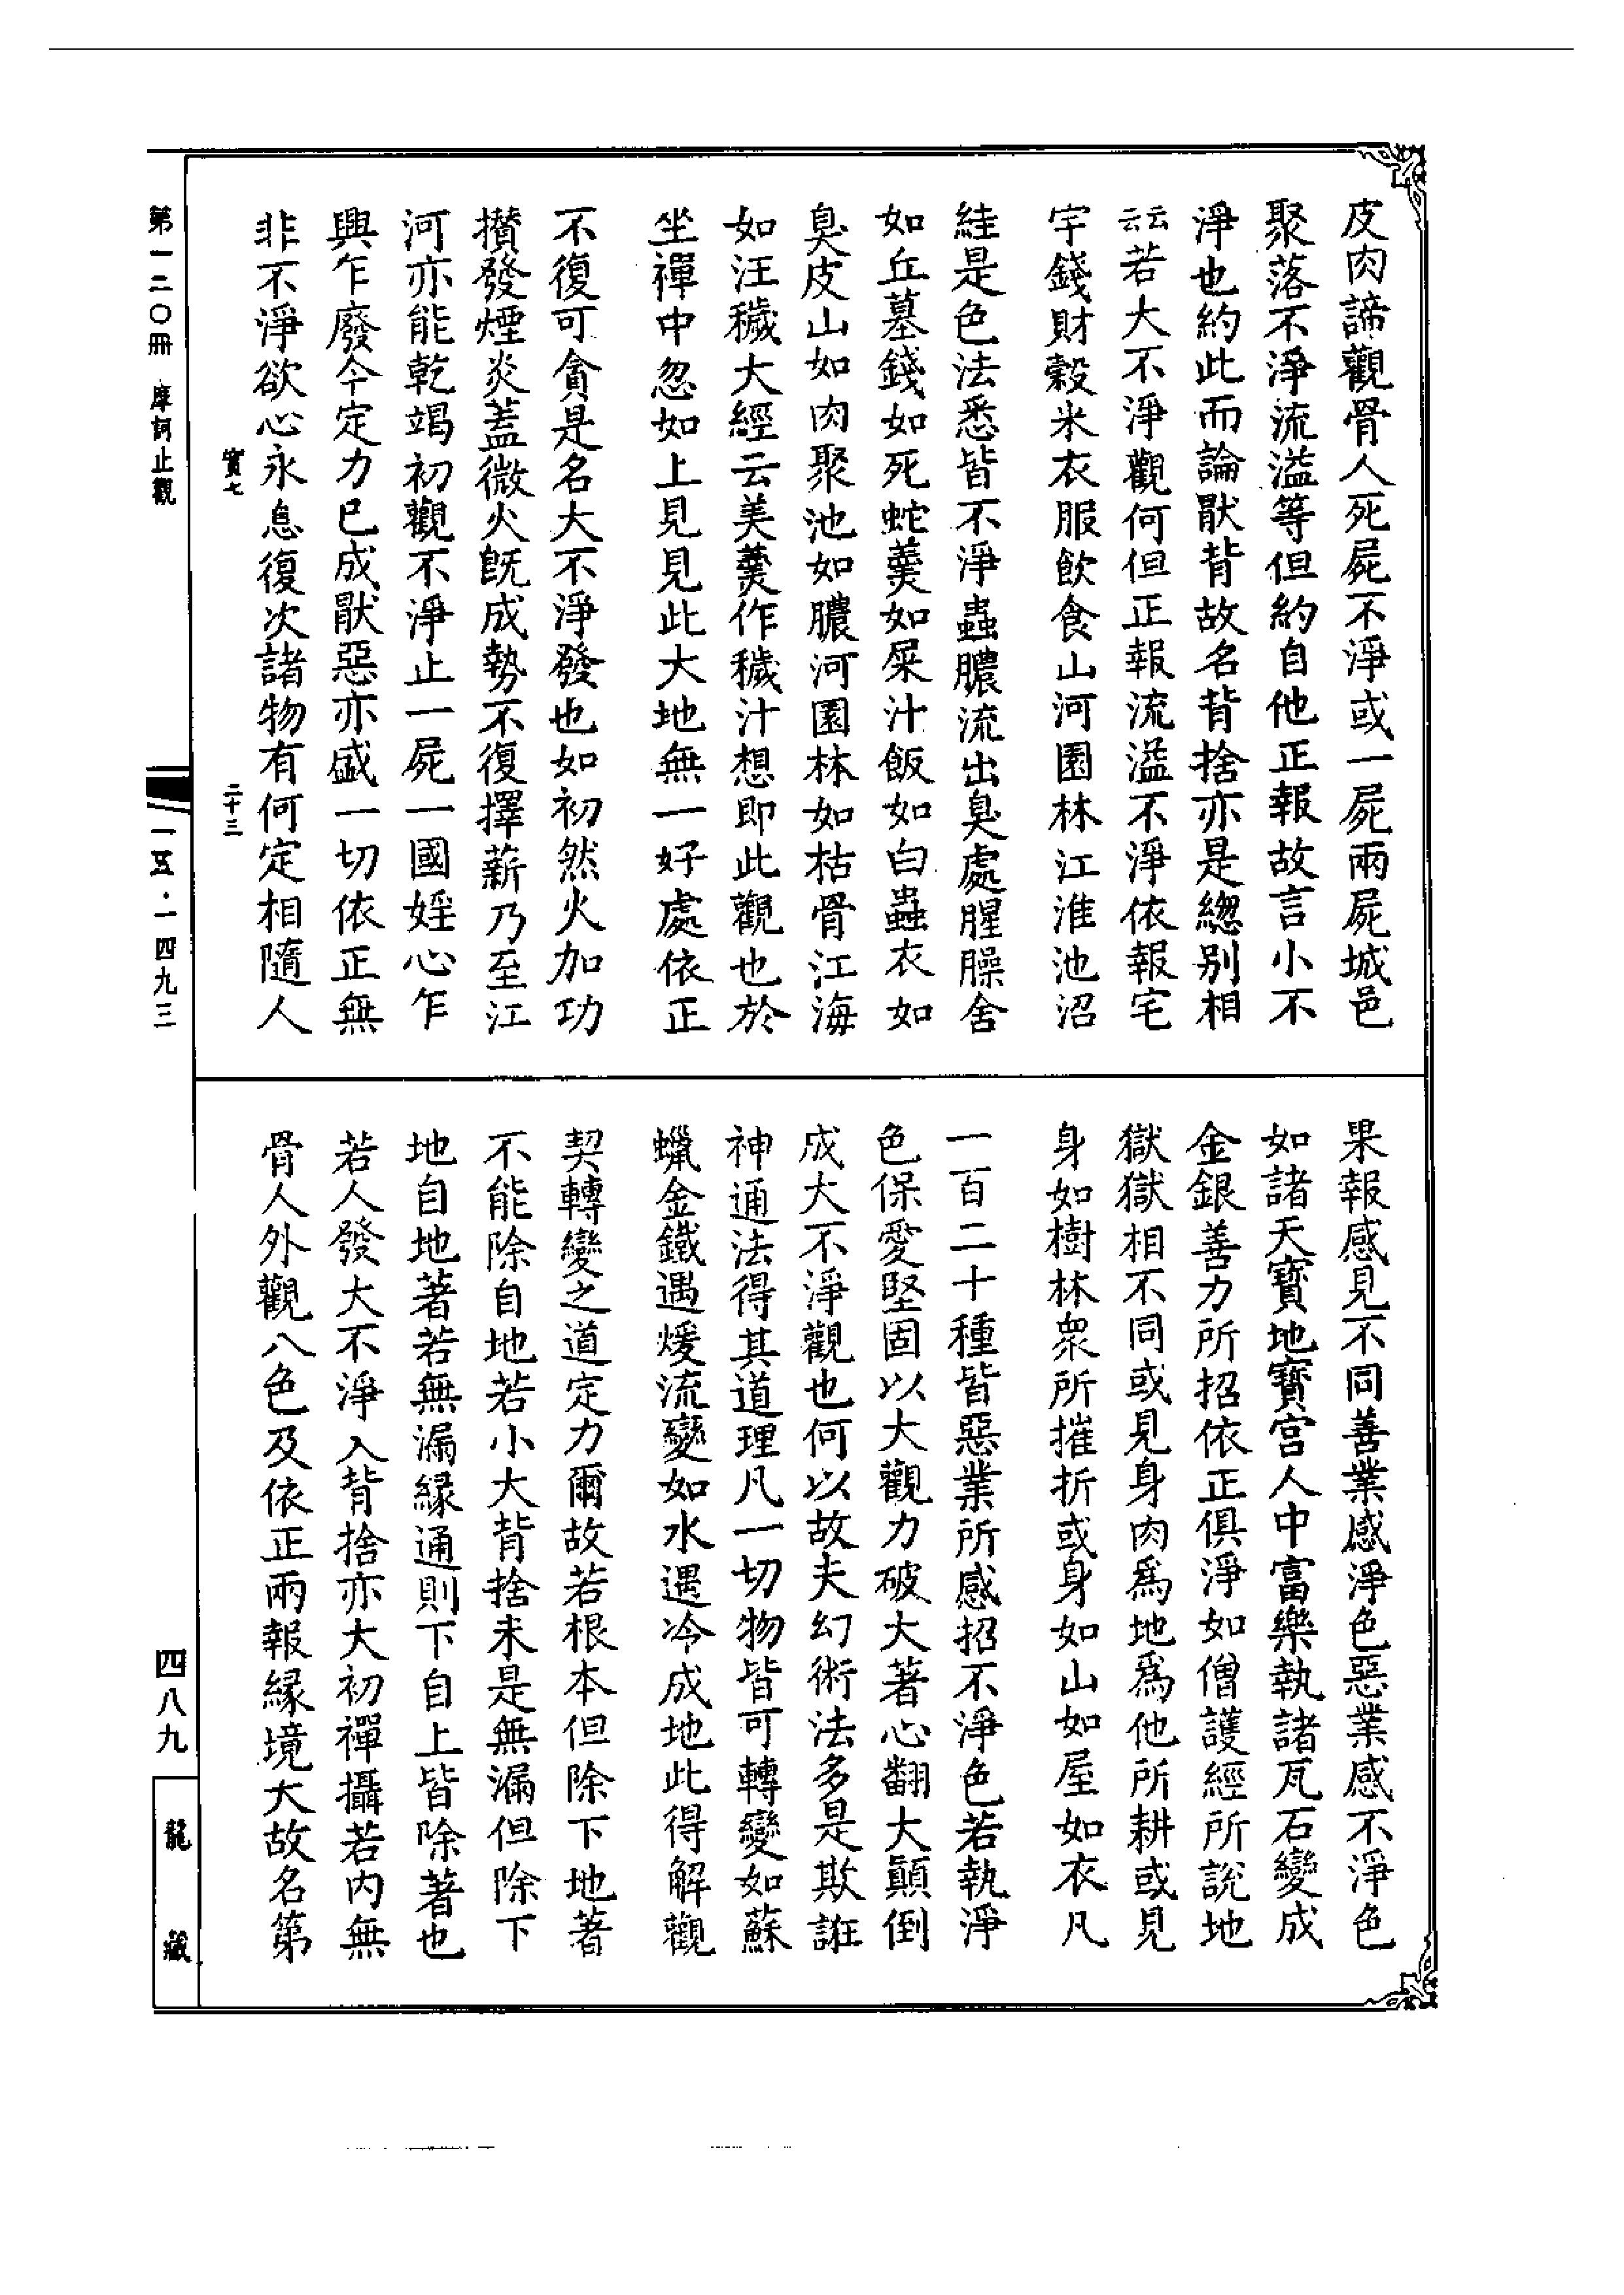 皮肉諦觀骨人死屍不淨或一屍兩屍城邑
聚落不淨流溢等但約自他正報故言小不
淨也約此而論猒背故名背捨亦是緫别相
云云若大不淨觀何但正報流溢不淨依報宅
宇錢財穀米衣服飲食山河園林江淮池沼
絓是色法悉皆不淨蟲膿流出臭處腥臊舍
如丘墓錢如死蛇羹如屎汁飯如白蟲衣如
臭皮山如肉聚池如膿河園林如枯骨江海
如汪穢大經云美羹作穢汁想即此觀也於
坐禪中忽如上見見此大地無一好處依正
不復可貪是名大不淨發也如初然火加功
攢發煙炎蓋微火旣成勢不復擇薪乃至江
河亦能乾竭初觀不淨止一屍一國婬心乍
興乍廢今定力已成猒惡亦盛一切依正無
非不淨欲心永息復次諸物有何定相隨人
果報感見不同善業感淨色惡業感不淨色
如諸天寳地寳宫人中富樂執諸瓦石變成
金銀善力所招依正俱淨如僧護經所說地
獄獄相不同或見身肉爲地爲他所耕或見
身如樹林衆所摧折或身如山如屋如衣凡
一百二十種皆惡業所感招不淨色若執淨
色保愛堅固以大觀力破大著心翻大顛倒
成大不淨觀也何以故夫幻術法多是欺誑
神通法得其道理凡一切物皆可轉變如蘇
蠟金鐵遇煖流變如水遇冷成地此得解觀
契轉變之道定力爾故若根本但除下地著
不能除自地若小大背捨未是無漏但除下
地自地著若無漏緣通則下自上皆除著也
若人發大不淨入背捨亦大初禪攝若内無
骨人外觀八色及依正兩報緣境大故名第
第一二〇冊 摩訶止觀
實七
二十三
一五·一四九三
四八九
龍藏